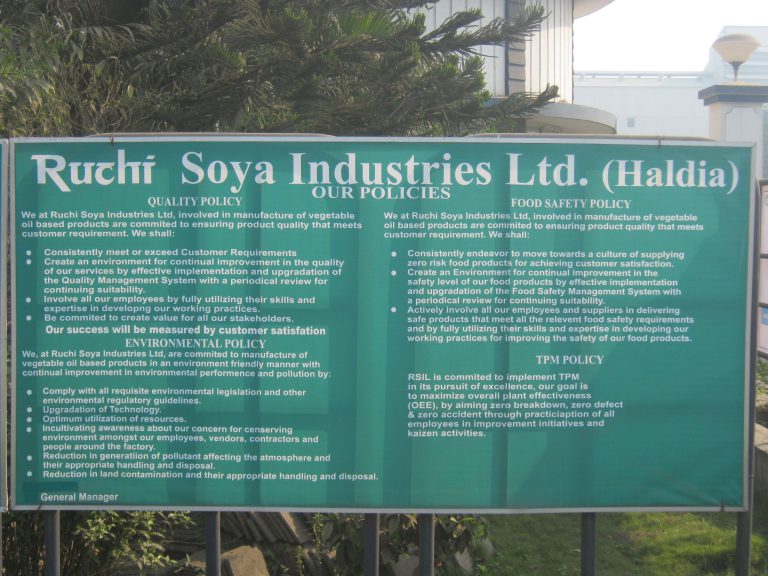 Ruchi Soya Industries Ltd. (Haldia)
OUR POLICIES
QUALITY POLICY
We at Ruchi Soya Industries Ltd, involved in manufacture of vegetable
oil based products are commited to ensuring product quality that meets
customer requirement. We shall:
Consistently meet or exceed Customer Requirements
Create an environment for continual improvement in the quality
of our services by effective implementation and upgradation of
the Quality Management System with a periodical review for
continuing suitability.
Involve all our employees by fully utilizing their skills and
expertise in developng our working practices.
Be commited to create value for all our stakeholders.
Our success will be measured by customer satisfation
ENVIRONMENTAL POLICY
We, at Ruchi Soya Industries Ltd, are commited to manufacture of
vegetable oil based products in an environment friendly manner with
continual improvement in environmental performance and pollution by:
Comply with all requisite environmental legislation and other
environmental regulatory guidelines.
Upgradation of Technology.
Optimum utilization of resources.
Incultivating awareness about our concern for censerving
environment amongst our employees, vendors, contractors and
people around the factory.
Reduction in generatiion of pollutant affecting the atmosphere and
their appropriate handling and disposal.
Reduction in land contamination and their appropriate handling and disposal.
General Manager
FOOD SAFETY POLICY
We at Ruchi Soya Industries Ltd, involved in manufacture of vegetable
oil based products are commited to ensuring product quality that meets
customer requirement. We shall:
Consistently endeavor to move towards a culture of supplying
zero risk food products for achieving customer satisfaction.
Create an Environment for continual improvement in the
safety level of our food products by effective implementation
and upgradation of the Food Safety Management System with
a periodical review for continuing suitability.
Actively involve all our employees and suppliers in delivering
safe products that meet all the relevent food safety requirements
and by fully utilizing their skills and expertise in developing our
working practices for improving the safety of our food products.
TPM POLICY
RSIL is commited to implement TPM
in its pursuit of excellence, our goal is
to maximize overall plant effectiveness
(OEE), by aiming zero breakdown, zero defect
& zero accident through practiciaption of all
employees in improvement initiatives and
kaizen activities.